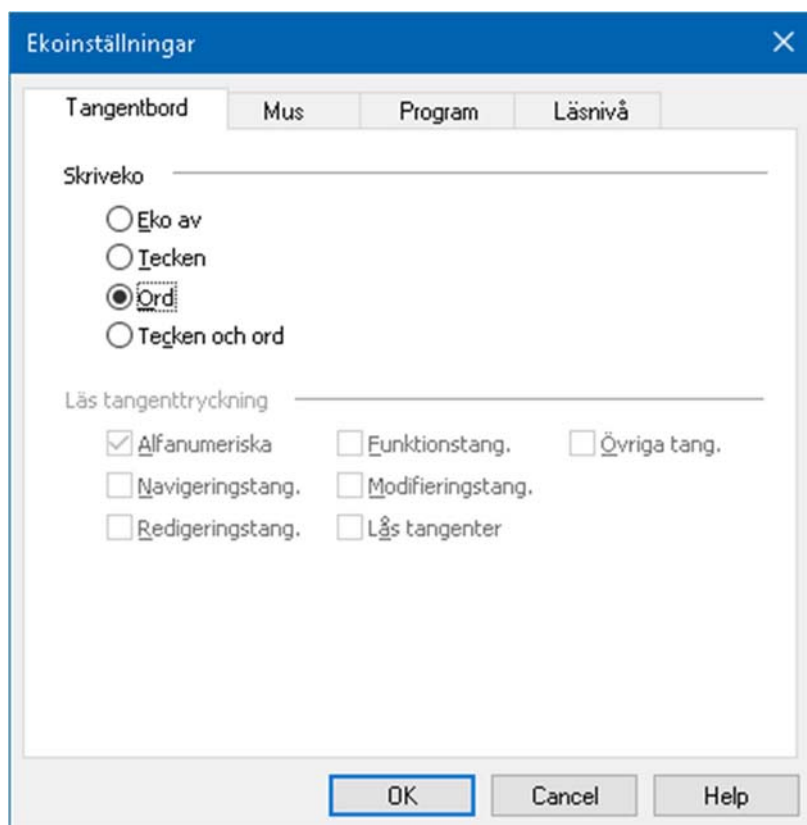 Ekoinställningar
Tangentbord Mus Program Läsnivå
Skriveko
Eko av
Tecken
Ord
Tecken och ord
Läs tangenttryckning
Alfanumeriska Funktionstang. Övriga tang.
Navigeringstang. Modifieringstang.
Redigeringstang. Lås tangenter
OK Cancel Help